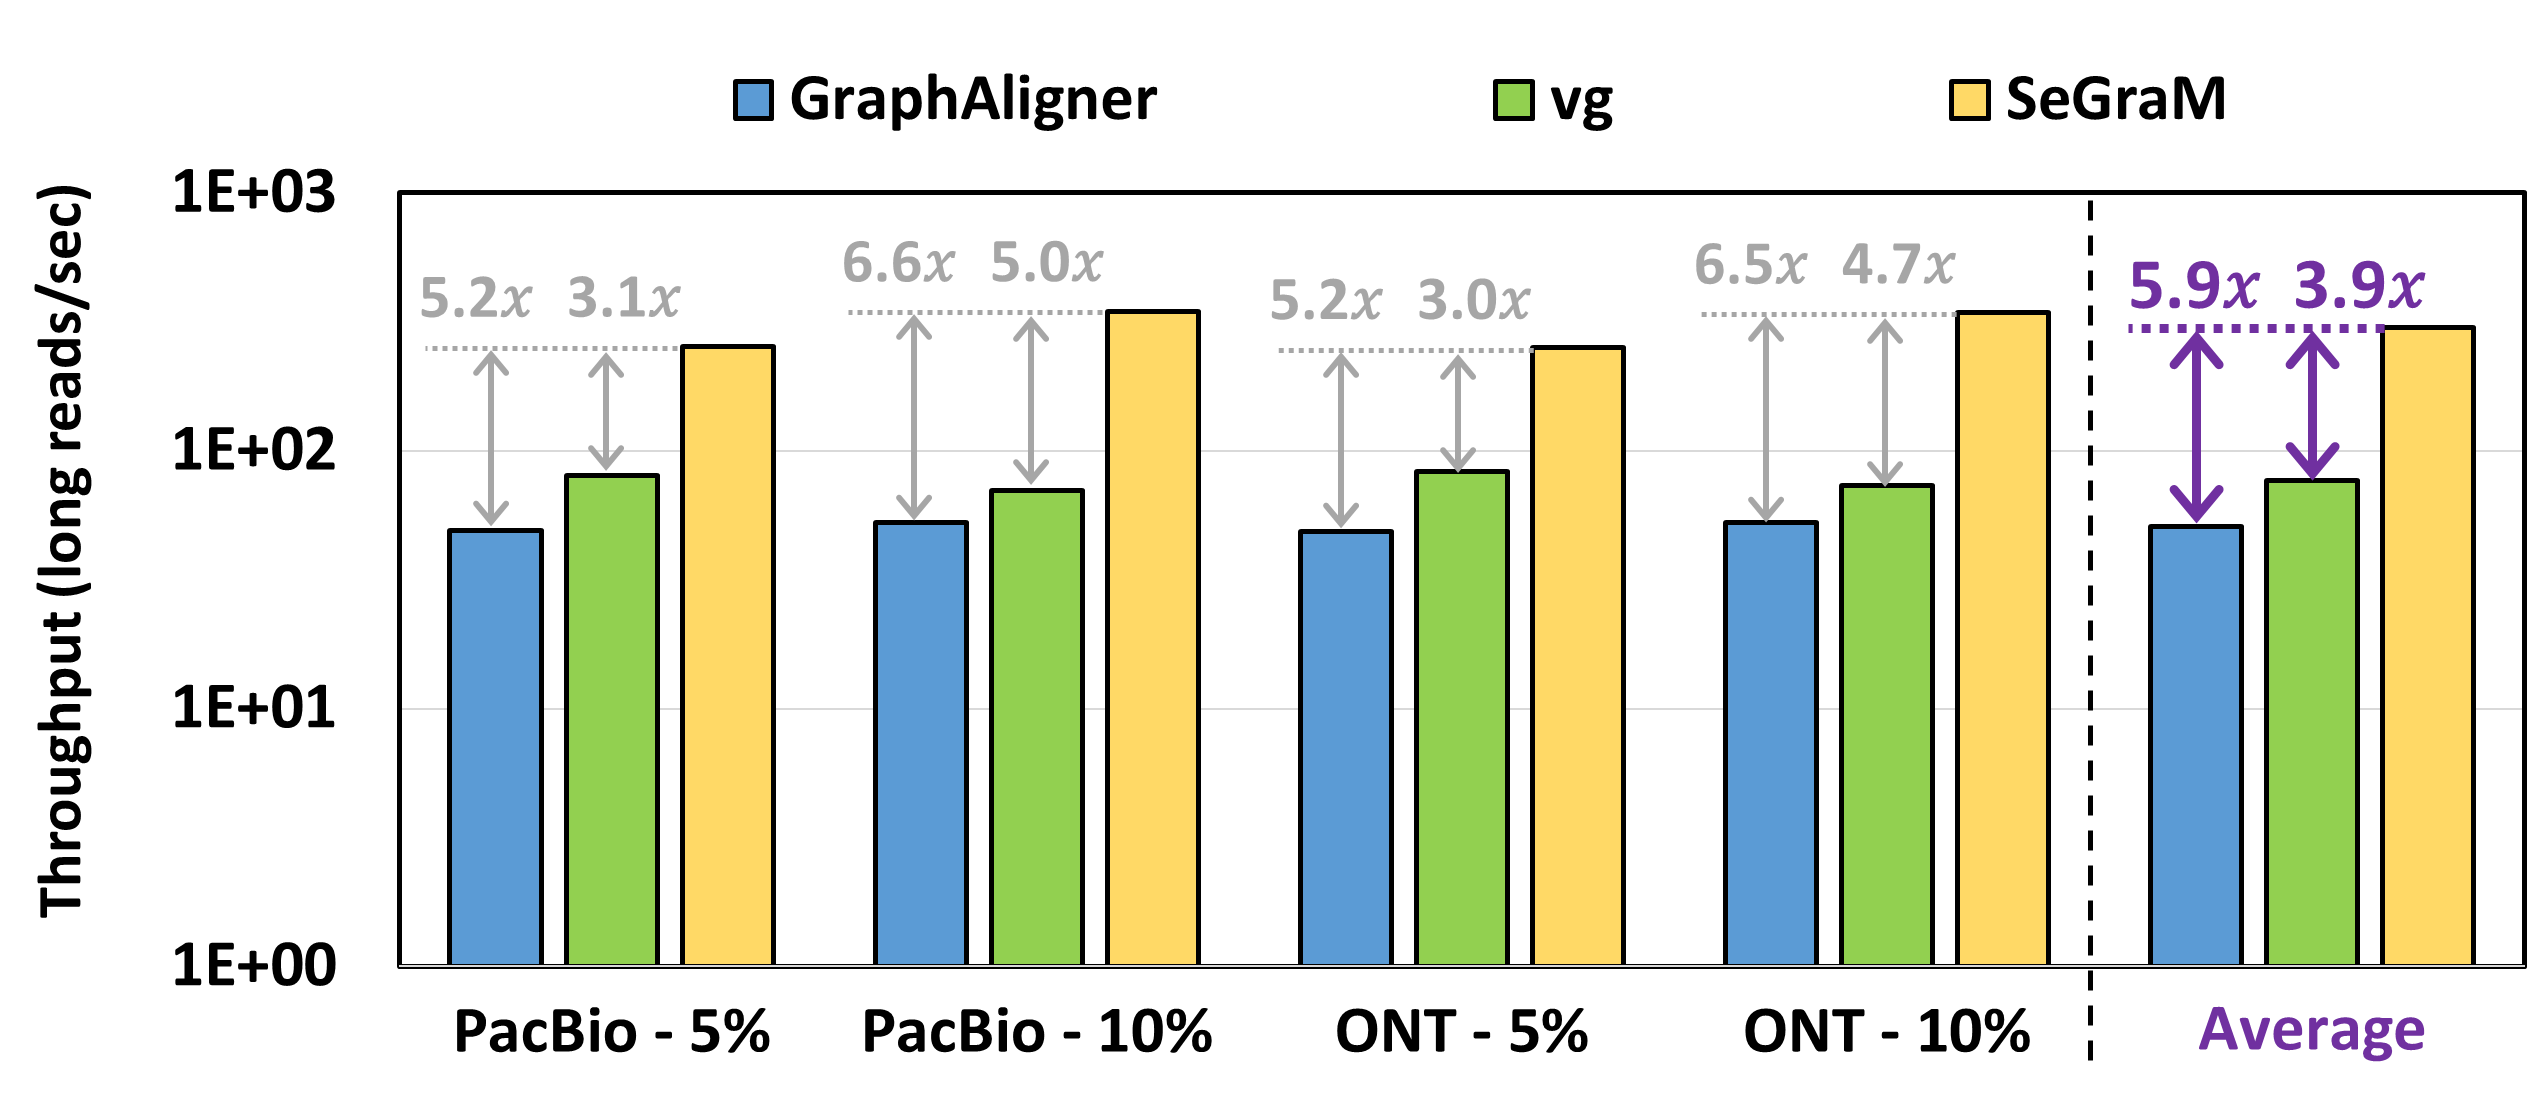 GraphAligner vg SeGraM
Throughput (long reads/sec)
1E+03
1E+02
1E+01
1E+00
5.2x 3.1x
6.6x 5.0x
5.2x 3.0x
6.5x 4.7x
5.9x 3.9x
PacBio - 5% PacBio - 10% ONT - 5% ONT - 10% Average